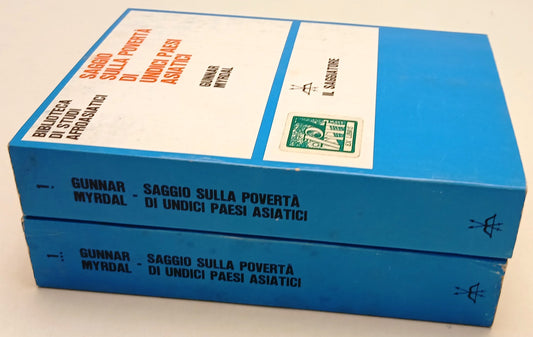 BIBLIOTECA
DI STUDI
AFROASIATICI
SAGGIO
SULLA POVERTÀ
DI
UNDICI PAESI
ASIATICI
GUNNAR
MYRDAL
IL SAGGIATORE
GUNNAR
MYRDAL - SAGGIO SULLA POVERTÀ
DI UNDICI PAESI ASIATICI
GUNNAR
MYRDAL - SAGGIO SULLA POVERTÀ
DI UNDICI PAESI ASIATICI